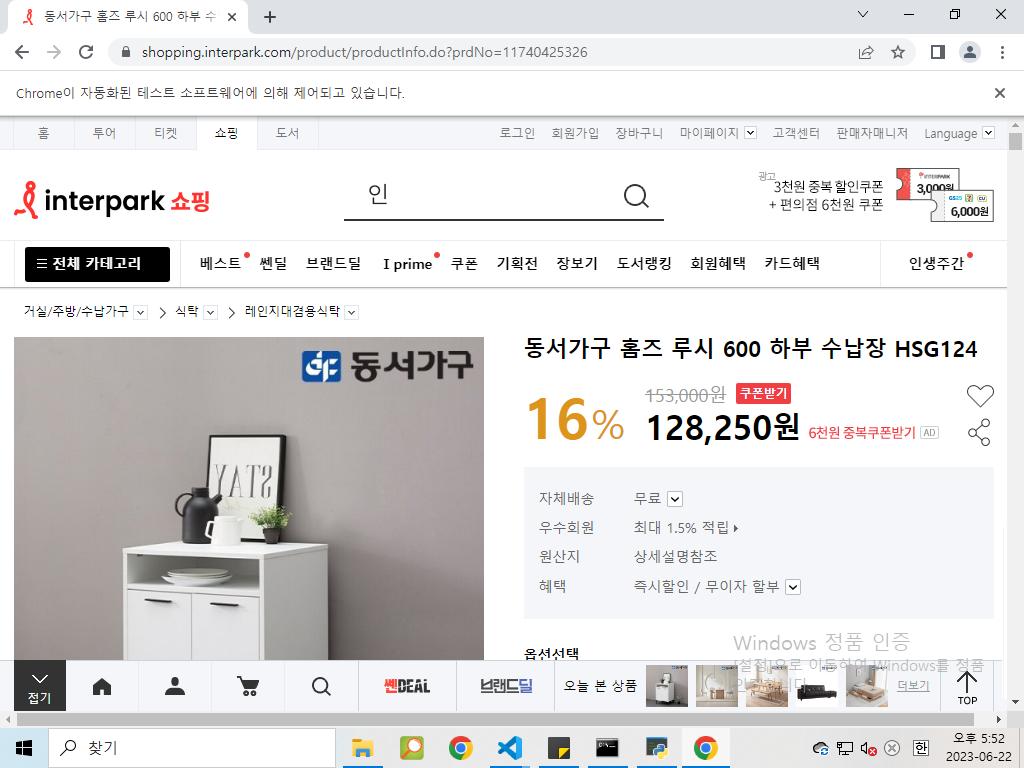 동서가구 홈즈 루시 600 하부 수
shopping.interpark.com/product/productInfo.do?prdNo=11740425326
Chrome이 자동화된 테스트 소프트웨어에 의해 제어되고 있습니다.
홈 투어 티켓 쇼핑 도서 로그인 회원가입 장바구니 마이페이지 고객센터 판매자매니저 Language
interpark 쇼핑
인
광고
3천원 중복 할인쿠폰
+ 편의점 6천원 쿠폰
INTERPARK
3,000원
GS25 CU
6,000원
전체 카테고리 베스트 쎈딜 브랜드딜 I prime 쿠폰 기획전 장보기 도서랭킹 회원혜택 카드혜택 인생주간
거실/주방/수납가구 식탁 레인지대겸용식탁
동서가구
STAY
동서가구 홈즈 루시 600 하부 수납장 HSG124
16%
153,000원 쿠폰받기
128,250원 6천원 중복쿠폰받기 AD
자체배송 무료
우수회원 최대 1.5% 적립
원산지 상세설명참조
혜택 즉시할인 / 무이자 할부
옵션선택
Windows 정품 인증
[설정]으로 이동하여 Windows를 정품
인증합니다.
접기
쎈DEAL
브랜드딜
오늘 본 상품
더보기
TOP
찾기
한
오후 5:52
2023-06-22